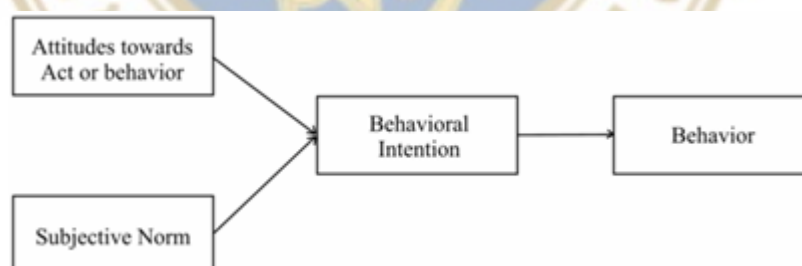 Attitudes towards
Act or behavior
Behavioral
Intention
Behavior
Subjective Norm